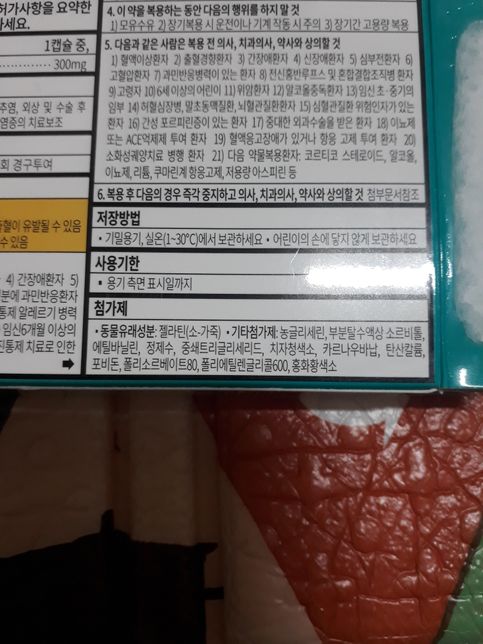 허가사항을 요약한
하세요.
1캡슐 중,
300mg
추염, 외상 및 수술 후
염증의 치료보조
회 경구투여
출혈이 유발될 수 있음
수 있음
4) 간장애환자 5)
성분에 과민반응환자
통제 알레르기 병력
임신6개월 이상의
진통제 치료로 인한
4. 이 약을 복용하는 동안 다음의 행위를 하지 말 것
1) 모유수유 2) 장기복용 시 운전이나 기계 작동 시 주의 3) 장기간 고용량 복용
5. 다음과 같은 사람은 복용 전 의사, 치과의사, 약사와 상의할 것
1) 혈액이상환자 2) 출혈경향환자 3) 간장애환자 4) 신장애환자 5) 심부전환자 6)
고혈압환자 7) 과민반응병력이 있는 환자 8) 전신홍반루프스 및 혼합결합조직병 환자
9) 고령자 10) 6세 이상의 어린이 11) 위암환자 12) 알코올중독환자 13) 임신 초·중기의
임부 14) 허혈심장병, 말초동맥질환, 뇌혈관질환환자 15) 심혈관질환 위험인자가 있는
환자 16) 간성 포르피린증이 있는 환자 17) 중대한 외과수술을 받은 환자 18) 이뇨제
또는 ACE억제제 투여 환자 19) 혈액응고장애가 있거나 항응고제 투여 환자 20)
소화성궤양치료 병행 환자 21) 다음 약물복용환자: 코르티코 스테로이드, 알코올,
이뇨제, 리튬, 쿠마린계 항응고제, 저용량 아스피린 등
6. 복용 후 다음의 경우 즉각 중지하고 의사, 치과의사, 약사와 상의할 것 첨부문서참조
저장방법
• 기밀용기, 실온(1~30℃)에서 보관하세요 • 어린이의 손에 닿지 않게 보관하세요
사용기한
▪ 용기 측면 표시일까지
첨가제
• 동물유래성분: 젤라틴(소·가죽) • 기타첨가제: 농글리세린, 부분탈수액상 소르비톨,
에틸바닐린, 정제수, 중쇄트리글리세리드, 치자청색소, 카르나우바납, 탄산칼륨,
포비돈, 폴리소르베이트80, 폴리에틸렌글리콜600, 홍화황색소